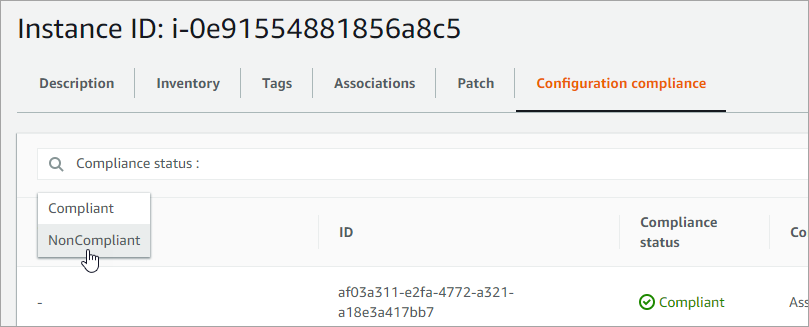 Instance ID: i-0e91554881856a8c5
Description Inventory Tags Associations Patch Configuration compliance
Compliance status :
Compliant
NonCompliant
ID
Compliance
status
Co
-
af03a311-e2fa-4772-a321-
a18e3a417bb7
Compliant
Ass